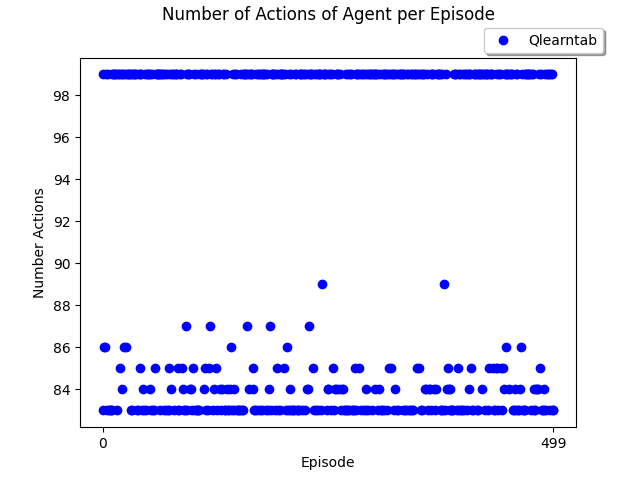 Number of Actions of Agent per Episode
Qlearntab
98
96
94
92
90
88
86
84
Number Actions
0
499
Episode